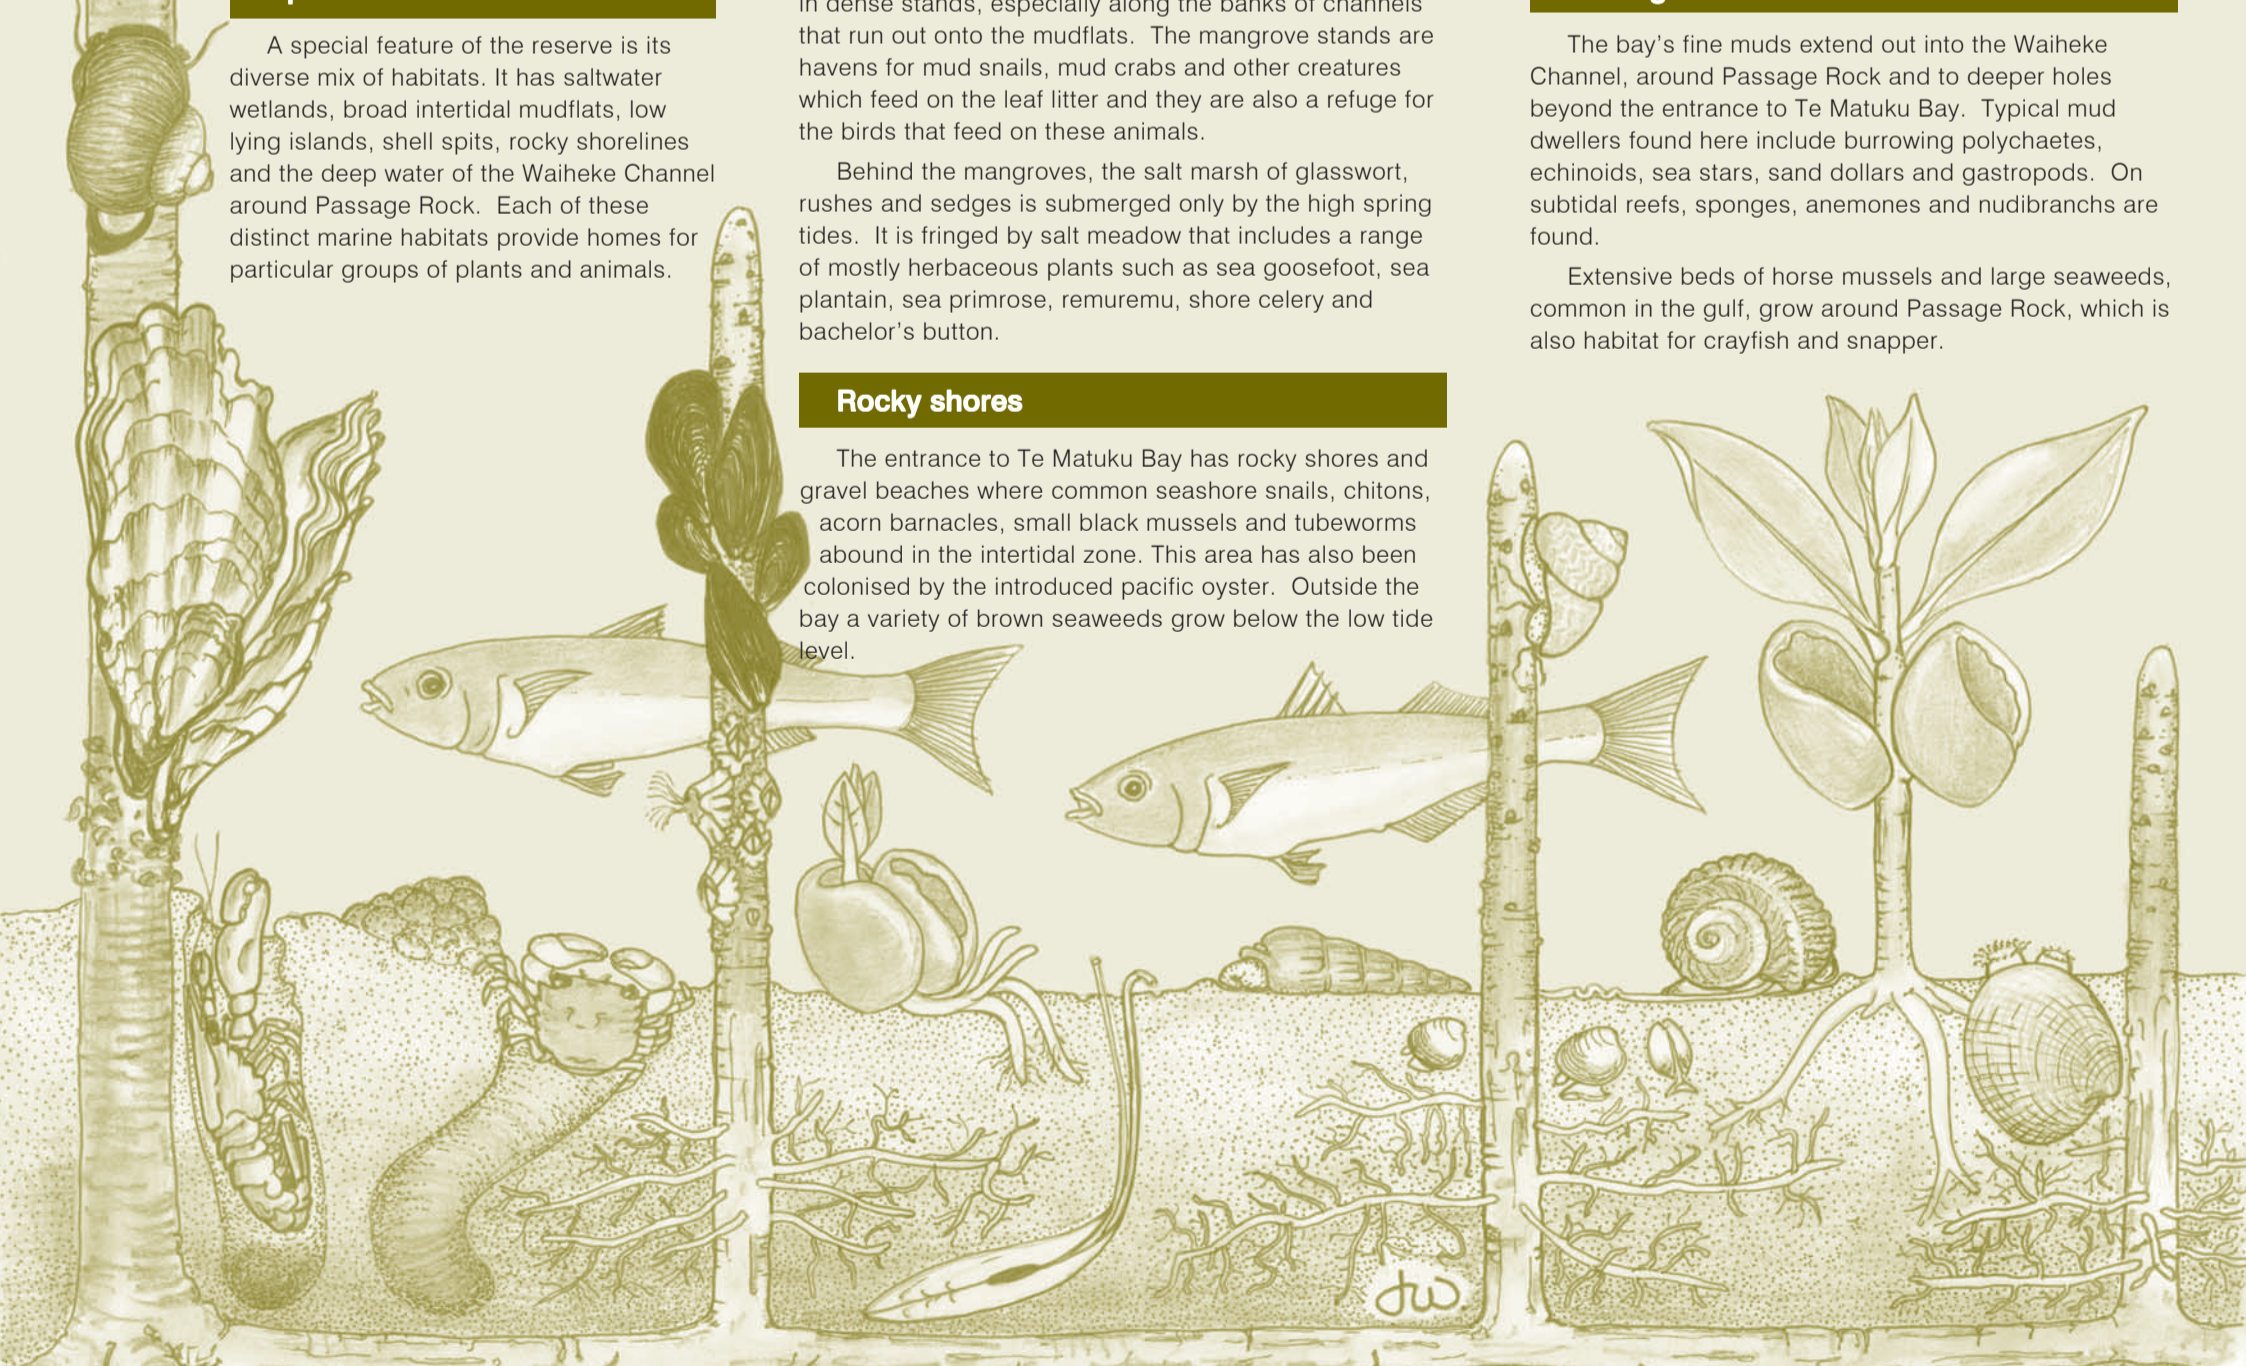 A special feature of the reserve is its
diverse mix of habitats. It has saltwater
wetlands, broad intertidal mudflats, low
lying islands, shell spits, rocky shorelines
and the deep water of the Waiheke Channel
around Passage Rock. Each of these
distinct marine habitats provide homes for
particular groups of plants and animals.
in dense stands, especially along the banks of channels
that run out onto the mudflats. The mangrove stands are
havens for mud snails, mud crabs and other creatures
which feed on the leaf litter and they are also a refuge for
the birds that feed on these animals.
Behind the mangroves, the salt marsh of glasswort,
rushes and sedges is submerged only by the high spring
tides. It is fringed by salt meadow that includes a range
of mostly herbaceous plants such as sea goosefoot, sea
plantain, sea primrose, remuremu, shore celery and
bachelor's button.
Rocky shores
The entrance to Te Matuku Bay has rocky shores and
gravel beaches where common seashore snails, chitons,
acorn barnacles, small black mussels and tubeworms
abound in the intertidal zone. This area has also been
colonised by the introduced pacific oyster. Outside the
bay a variety of brown seaweeds grow below the low tide
level.
The bay's fine muds extend out into the Waiheke
Channel, around Passage Rock and to deeper holes
beyond the entrance to Te Matuku Bay. Typical mud
dwellers found here include burrowing polychaetes,
echinoids, sea stars, sand dollars and gastropods. On
subtidal reefs, sponges, anemones and nudibranchs are
found.
Extensive beds of horse mussels and large seaweeds,
common in the gulf, grow around Passage Rock, which is
also habitat for crayfish and snapper.